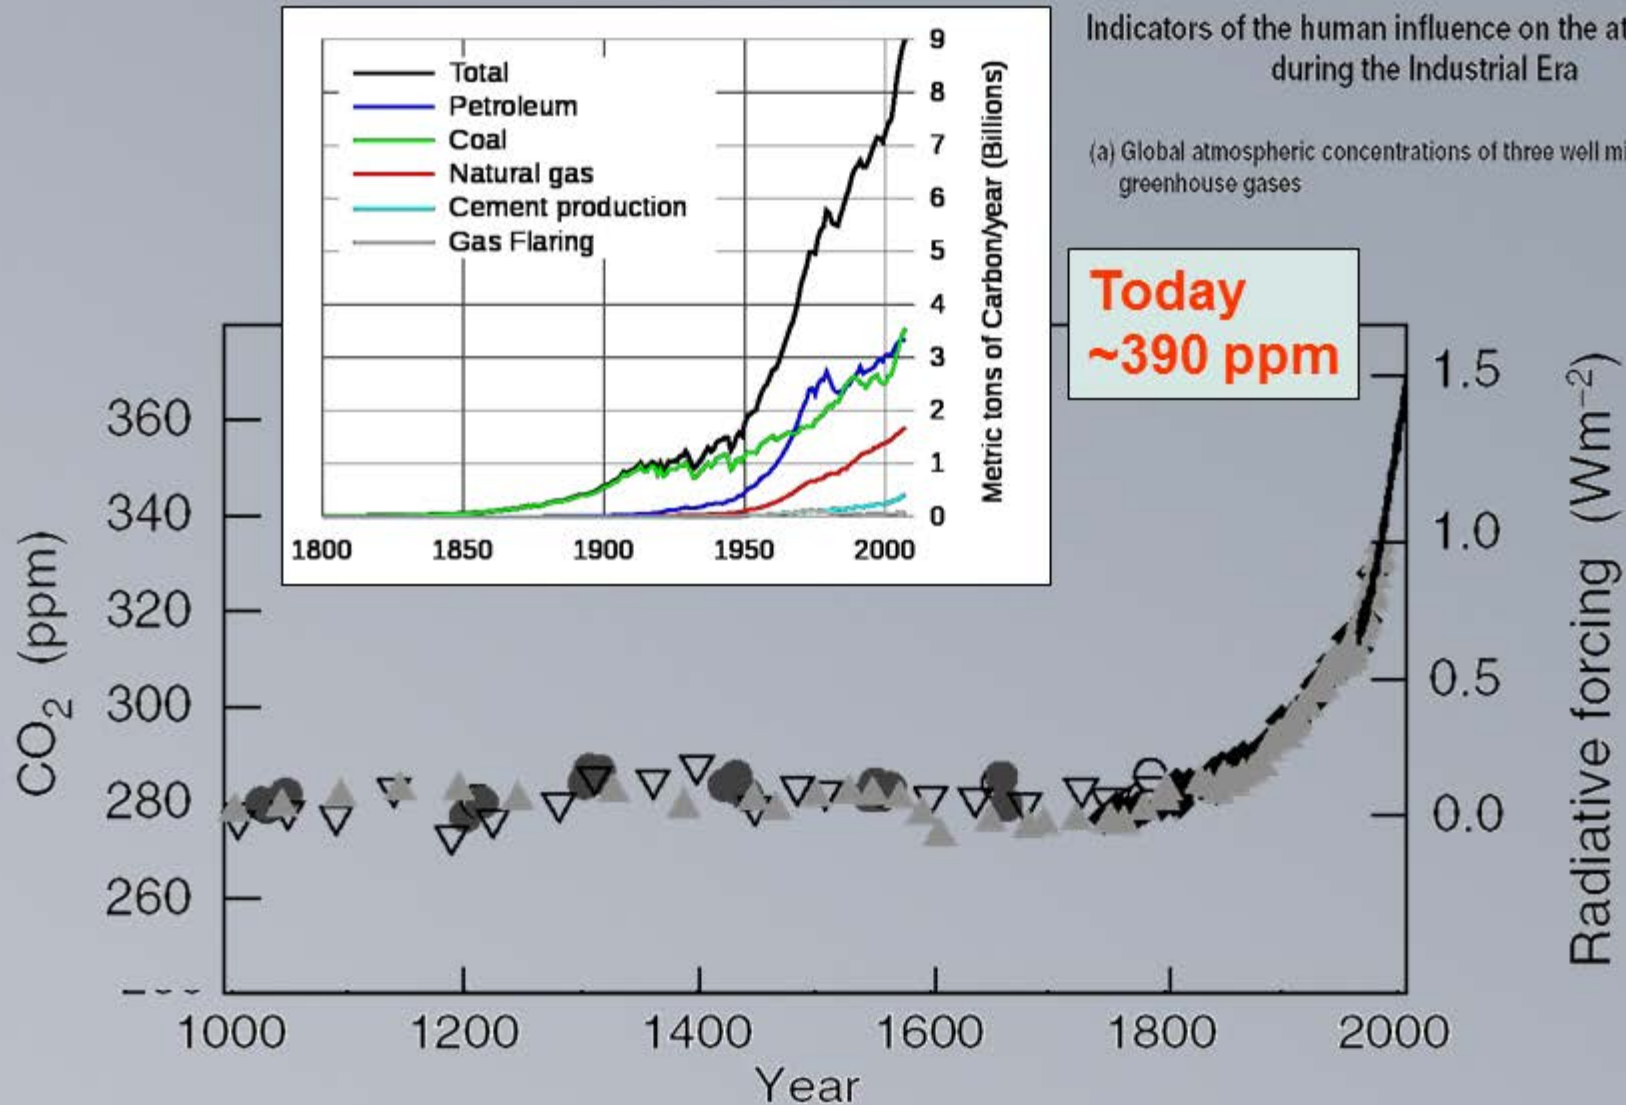 Indicators of the human influence on the at
during the Industrial Era
(a) Global atmospheric concentrations of three well mi
greenhouse gases
Total
Petroleum
Coal
Natural gas
Cement production
Gas Flaring
9
8
7
6
5
4
3
2
1
0
Metric tons of Carbon/year (Billions)
1800 1850 1900 1950 2000
Today
~390 ppm
360
340
320
300
280
260
CO₂ (ppm)
1.5
1.0
0.5
0.0
Radiative forcing (Wm⁻²)
1000 1200 1400 1600 1800 2000
Year